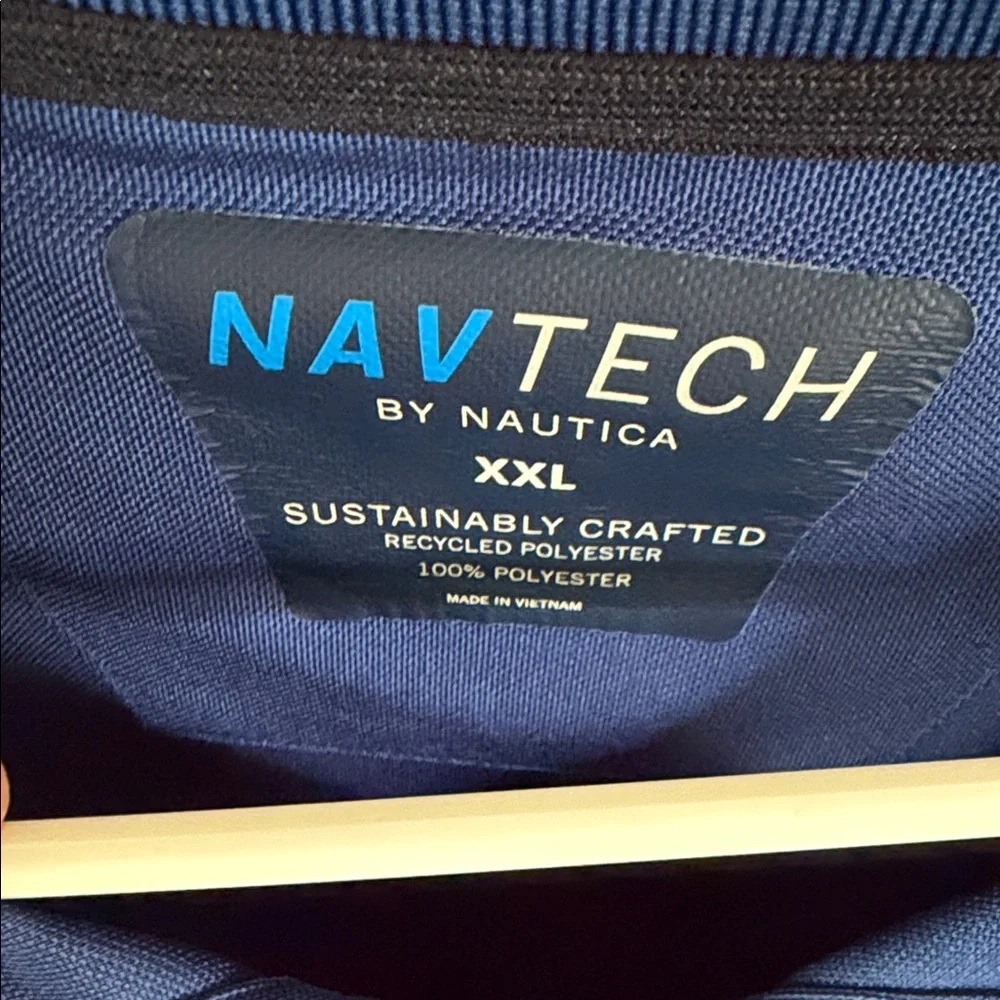 NAVTECH
BY NAUTICA
XXL
SUSTAINABLY CRAFTED
RECYCLED POLYESTER
100% POLYESTER
MADE IN VIETNAM